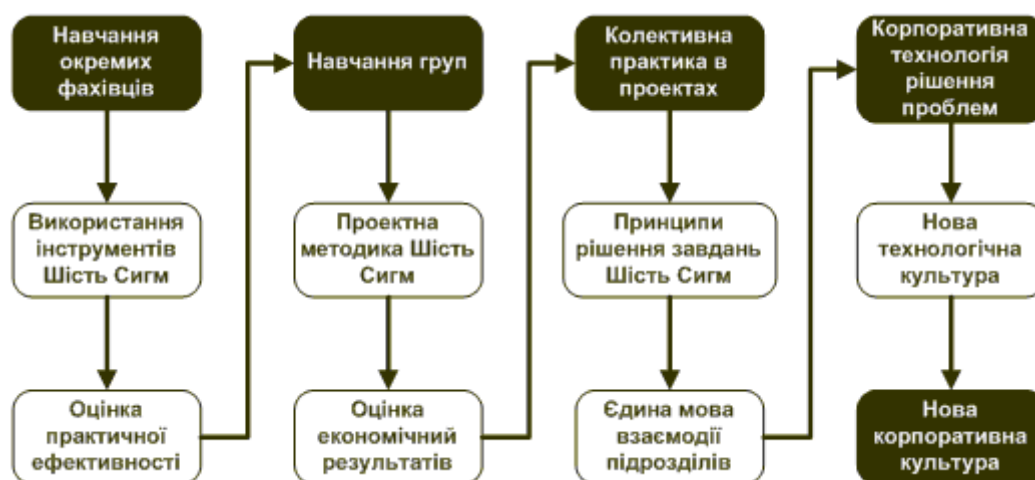 Навчання
окремих
фахівців
Використання
інструментів
Шість Сигм
Оцінка
практичної
ефективності
Навчання груп
Проектна
методика Шість
Сигм
Оцінка
економічний
результатів
Колективна
практика в
проектах
Принципи
рішення завдань
Шість Сигм
Єдина мова
взаємодії
підрозділів
Корпоративна
технологія
рішення
проблем
Нова
технологічна
культура
Нова
корпоративна
культура